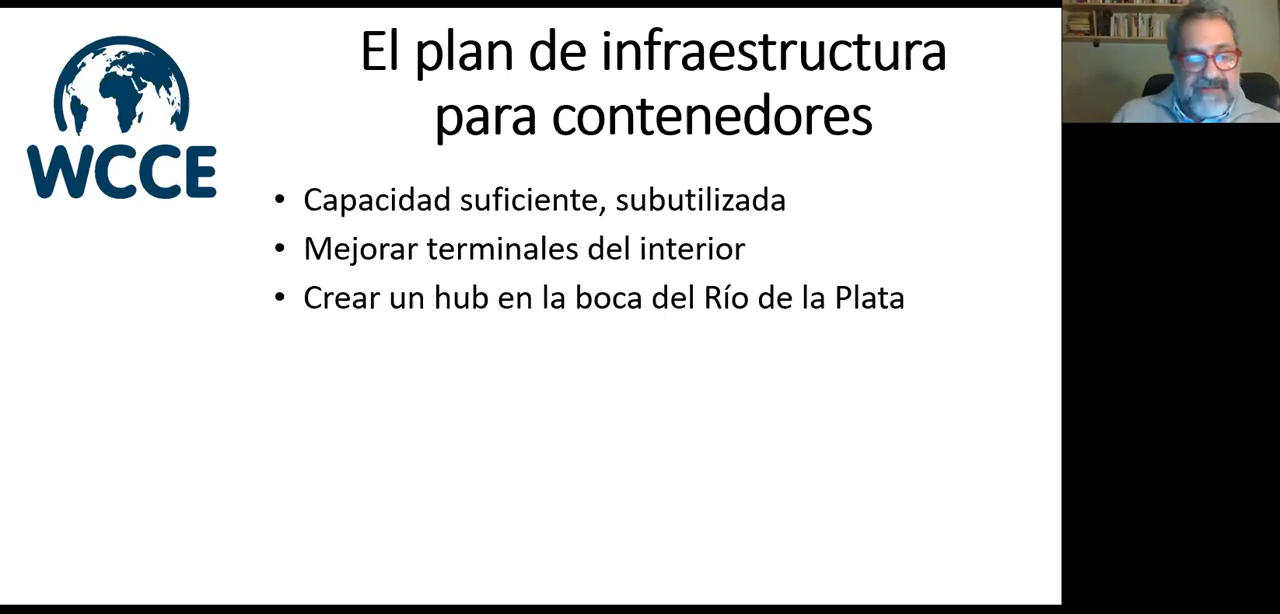 El plan de infraestructura
para contenedores
WCCE
• Capacidad suficiente, subutilizada
• Mejorar terminales del interior
• Crear un hub en la boca del Río de la Plata